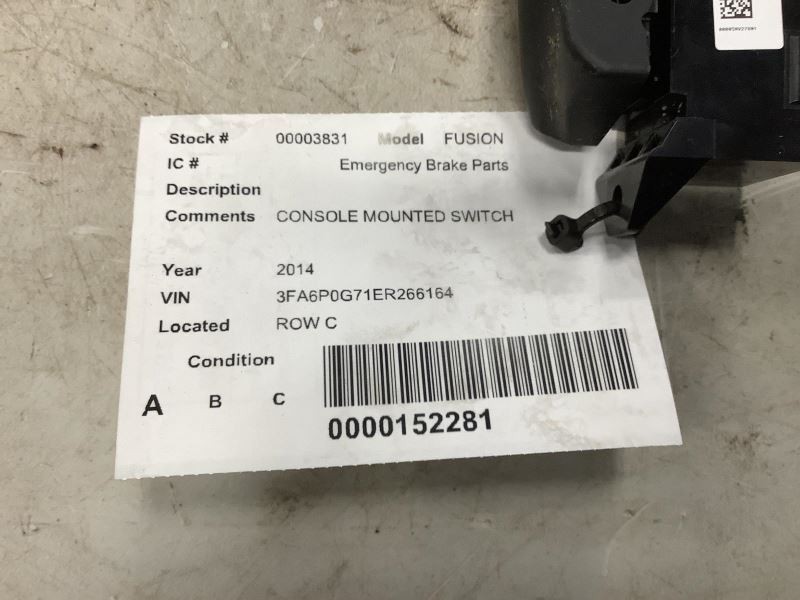 Stock # 00003831 Model FUSION
IC # Emergency Brake Parts
Description
Comments CONSOLE MOUNTED SWITCH
Year 2014
VIN 3FA6P0G71ER266164
Located ROW C
Condition
A B C
0000152281